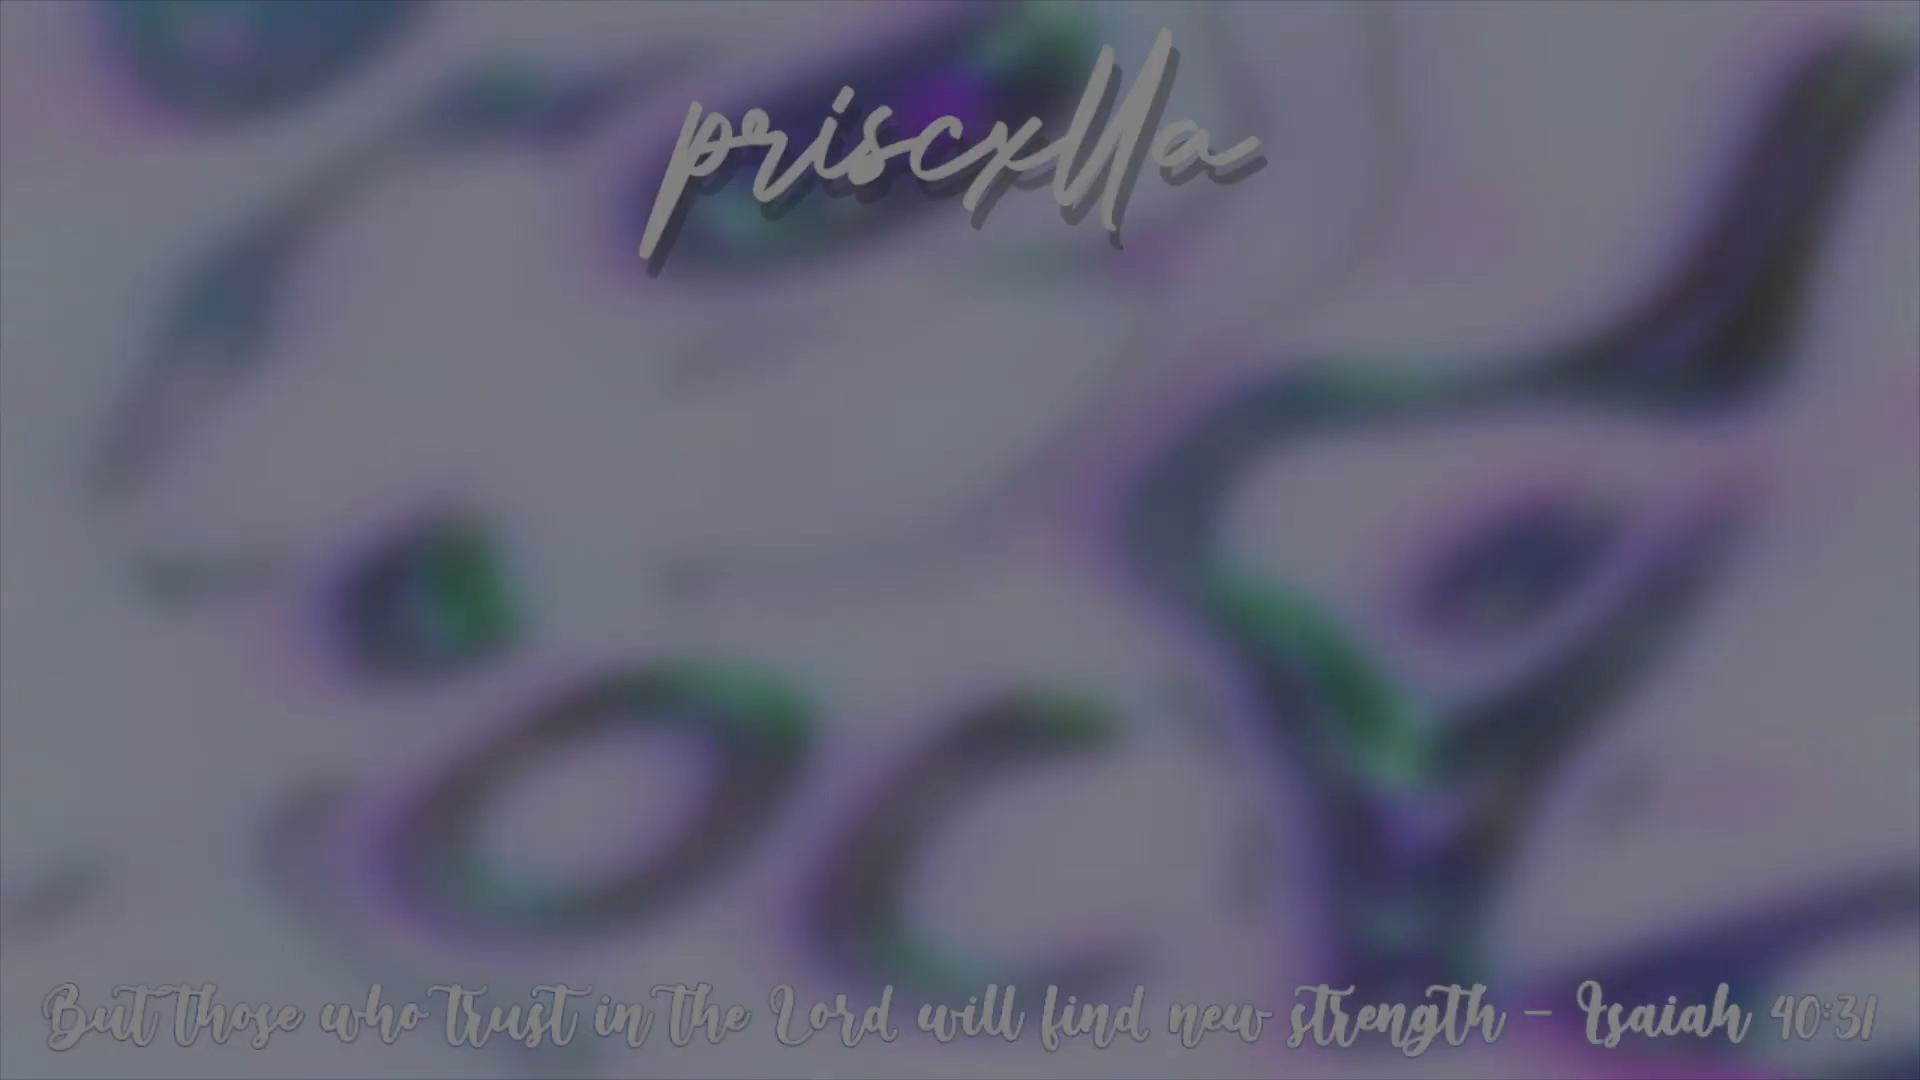 priscxlla
But those who trust in the Lord will find new strength - Isaiah 40:31